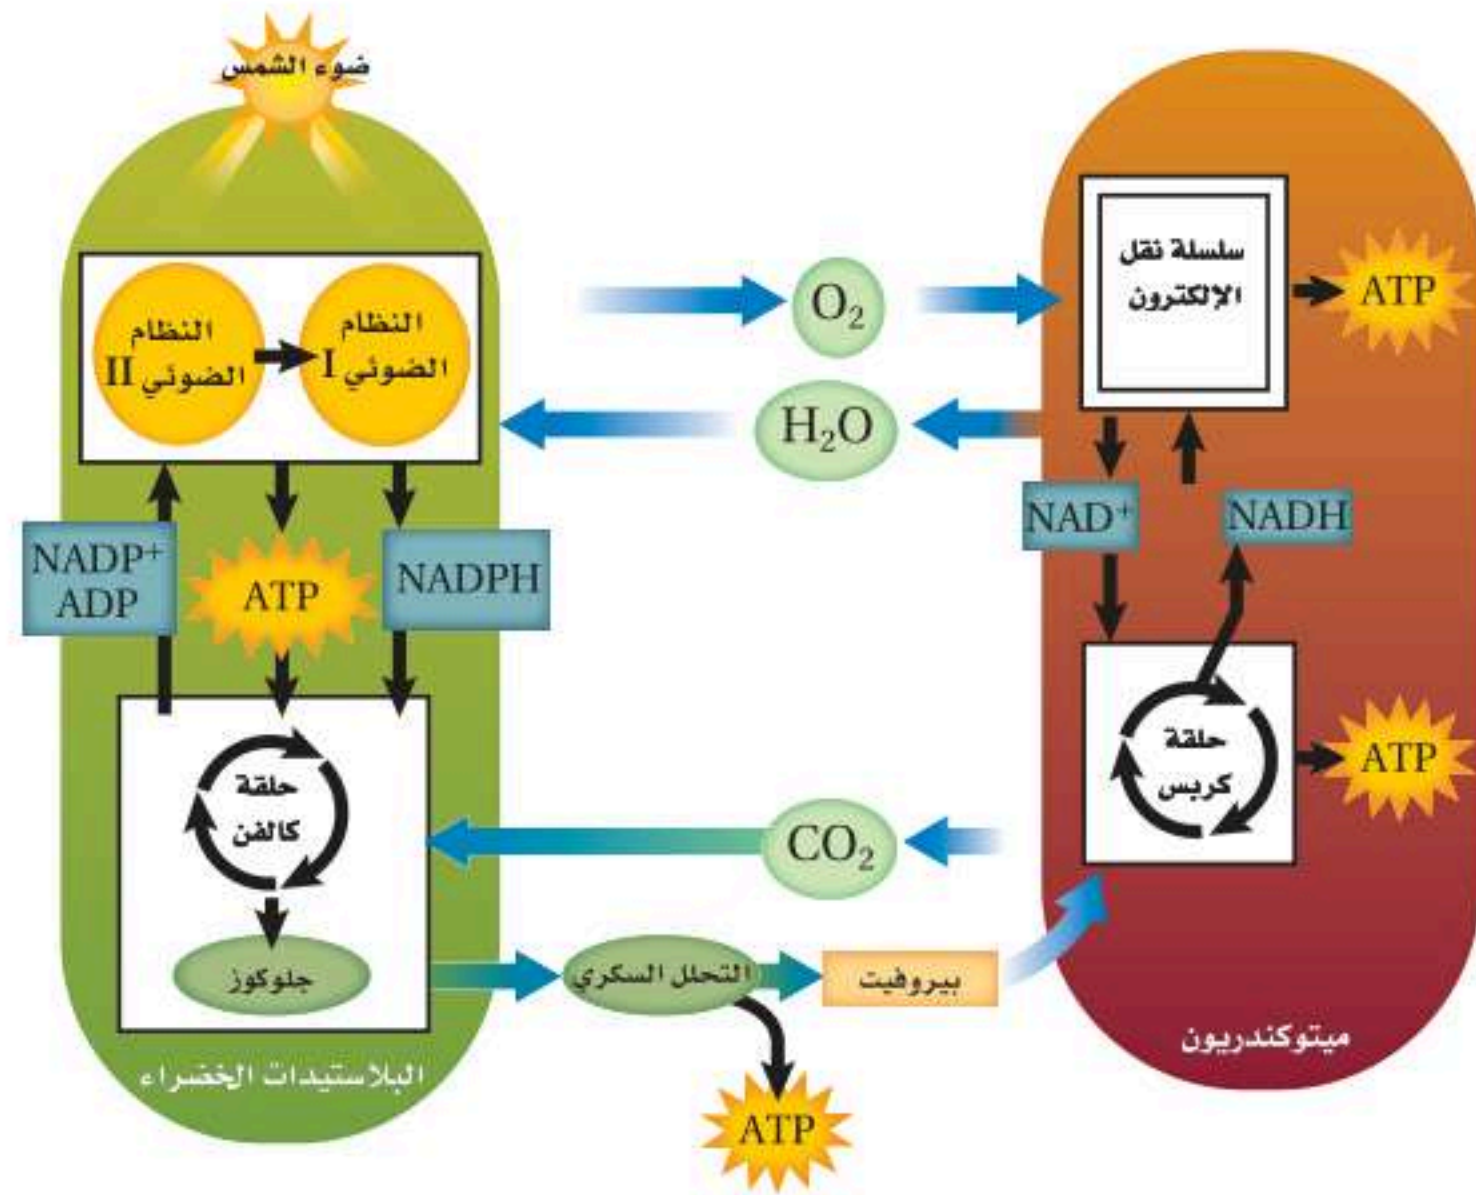 ضوء الشمس
النظام
الضوئي II
النظام
الضوئي I
O₂
H₂O
سلسلة نقل
الإلكترون
ATP
NADP⁺
ADP
ATP
NADPH
NAD⁺
NADH
حلقة
كالفن
جلوكوز
CO₂
حلقة
كربس
ATP
التحلل السكري
بيروفيت
ATP
البلاستيدات الخضراء
ميتوكندريون